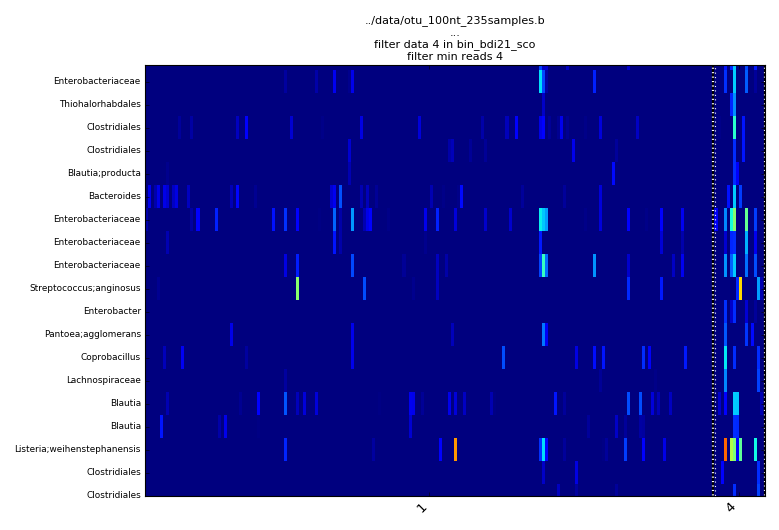 ../data/otu_100nt_235samples.b
...
filter data 4 in bin_bdi21_sco
filter min reads 4
Enterobacteriaceae
Thiohalorhabdales
Clostridiales
Clostridiales
Blautia;producta
Bacteroides
Enterobacteriaceae
Enterobacteriaceae
Enterobacteriaceae
Streptococcus;anginosus
Enterobacter
Pantoea;agglomerans
Coprobacillus
Lachnospiraceae
Blautia
Blautia
Listeria;weihenstephanensis
Clostridiales
Clostridiales
1
4